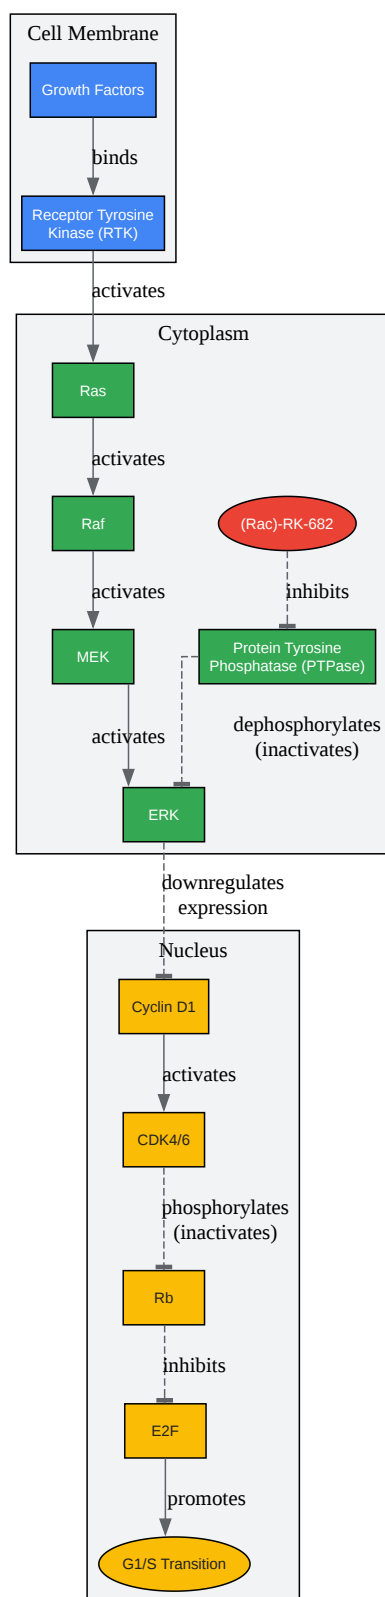 Cell Membrane
Growth Factors
binds
Receptor Tyrosine
Kinase (RTK)
activates
Cytoplasm
Ras
activates
Raf
(Rac)-RK-682
activates
inhibits
MEK
Protein Tyrosine
Phosphatase (PTPase)
activates
dephosphorylates
(inactivates)
ERK
downregulates
expression
Nucleus
Cyclin D1
activates
CDK4/6
phosphorylates
(inactivates)
Rb
inhibits
E2F
promotes
G1/S Transition